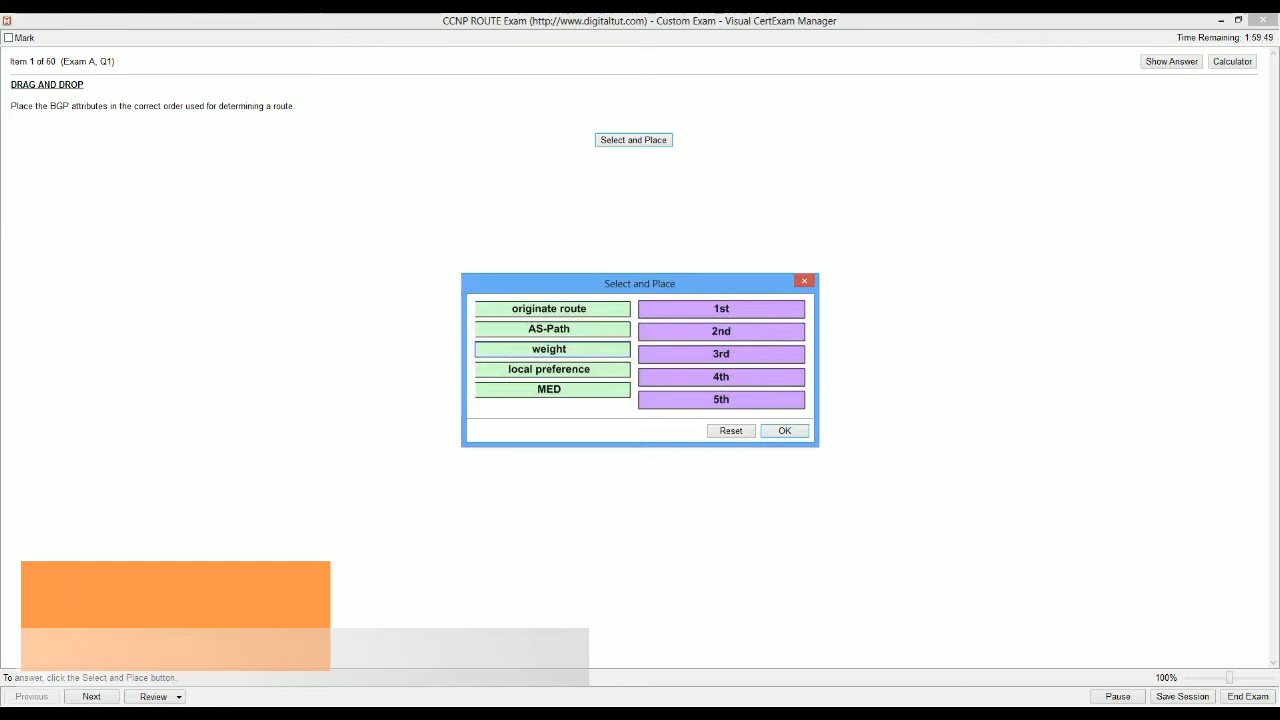 CCNP ROUTE Exam (http://www.digitaltut.com) - Custom Exam - Visual CertExam Manager
Mark
Time Remaining: 1:59:49
Item 1 of 60 (Exam A, Q1)
Show Answer
Calculator
DRAG AND DROP
Place the BGP attributes in the correct order used for determining a route.
Select and Place
Select and Place
originate route
1st
AS-Path
2nd
weight
3rd
local preference
4th
MED
5th
Reset
OK
To answer, click the Select and Place button.
100%
Previous
Next
Review
Pause
Save Session
End Exam